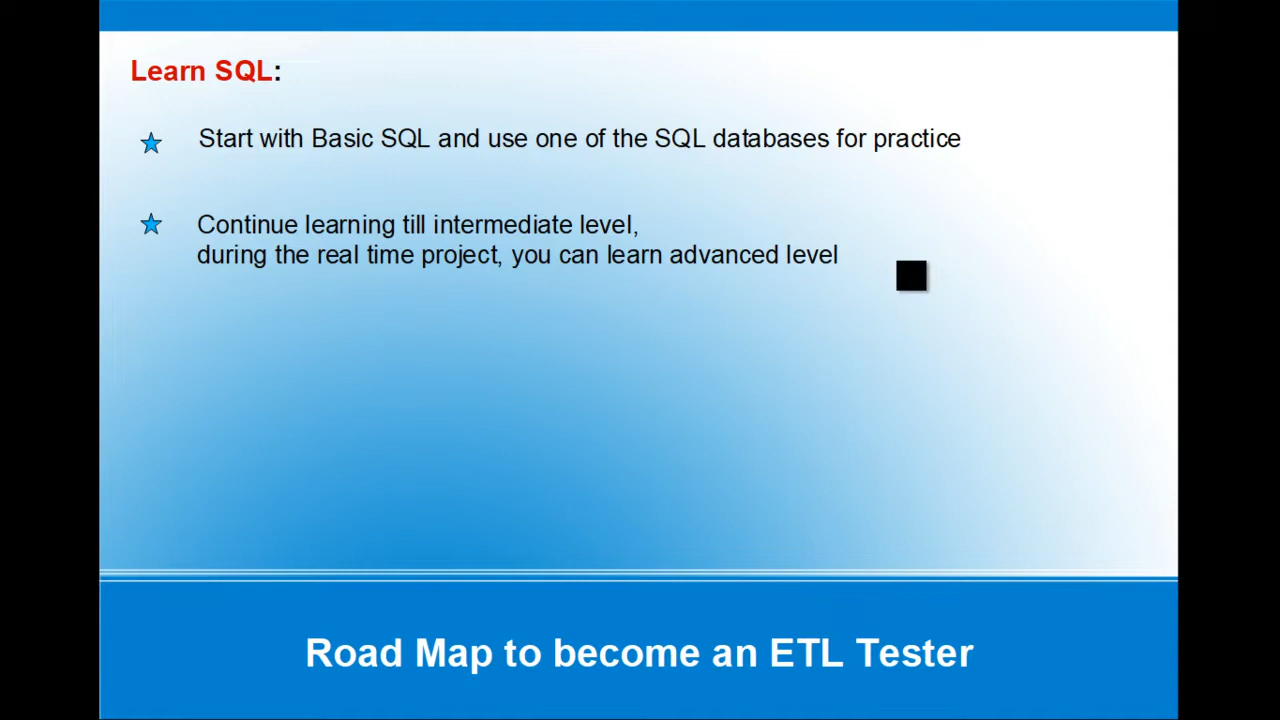 Learn SQL:
Start with Basic SQL and use one of the SQL databases for practice
Continue learning till intermediate level,
during the real time project, you can learn advanced level
Road Map to become an ETL Tester